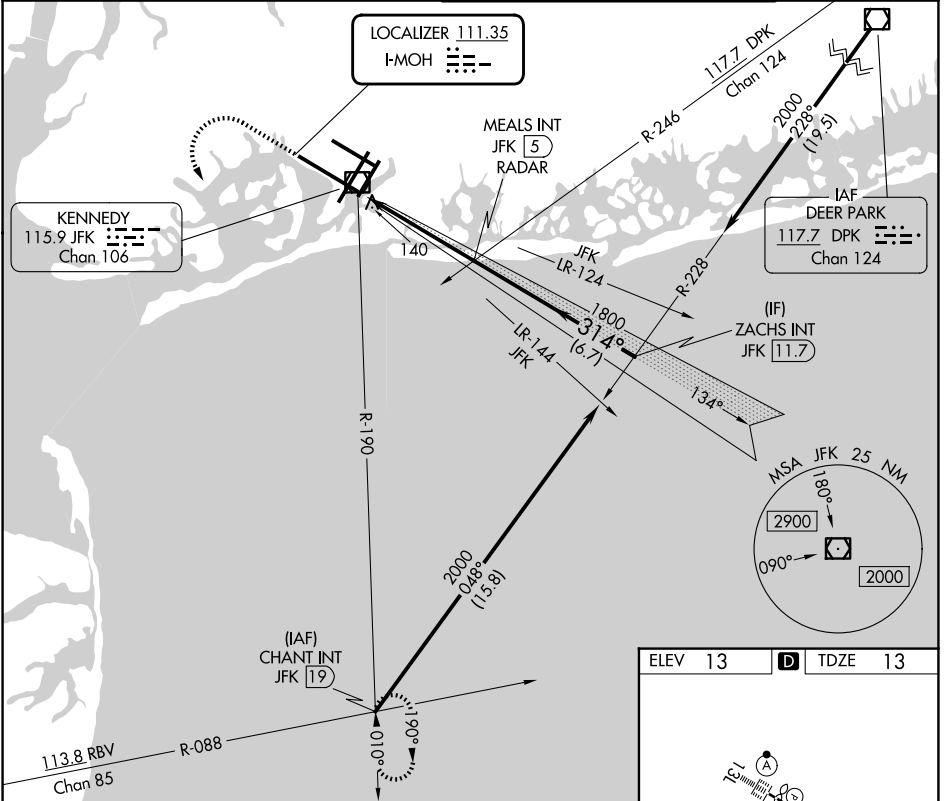 LOCALIZER 111.35
I-MOH
117.7 DPK
Chan 124
R-246
2000
228°
(19.5)
MEALS INT
JFK 5
RADAR
KENNEDY
115.9 JFK
Chan 106
IAF
DEER PARK
117.7 DPK
Chan 124
140
JFK
LR-124
R-228
1800
314°
(6.7)
LR-144
JFK
(IF)
ZACHS INT
JFK 11.7
134°
R-190
MSA JFK 25 NM
180°
2900
090°
2000
2000
048°
(15.8)
(IAF)
CHANT INT
JFK 19
190°
010°
R-088
113.8 RBV
Chan 85
ELEV 13
D
TDZE 13
A
13L
P